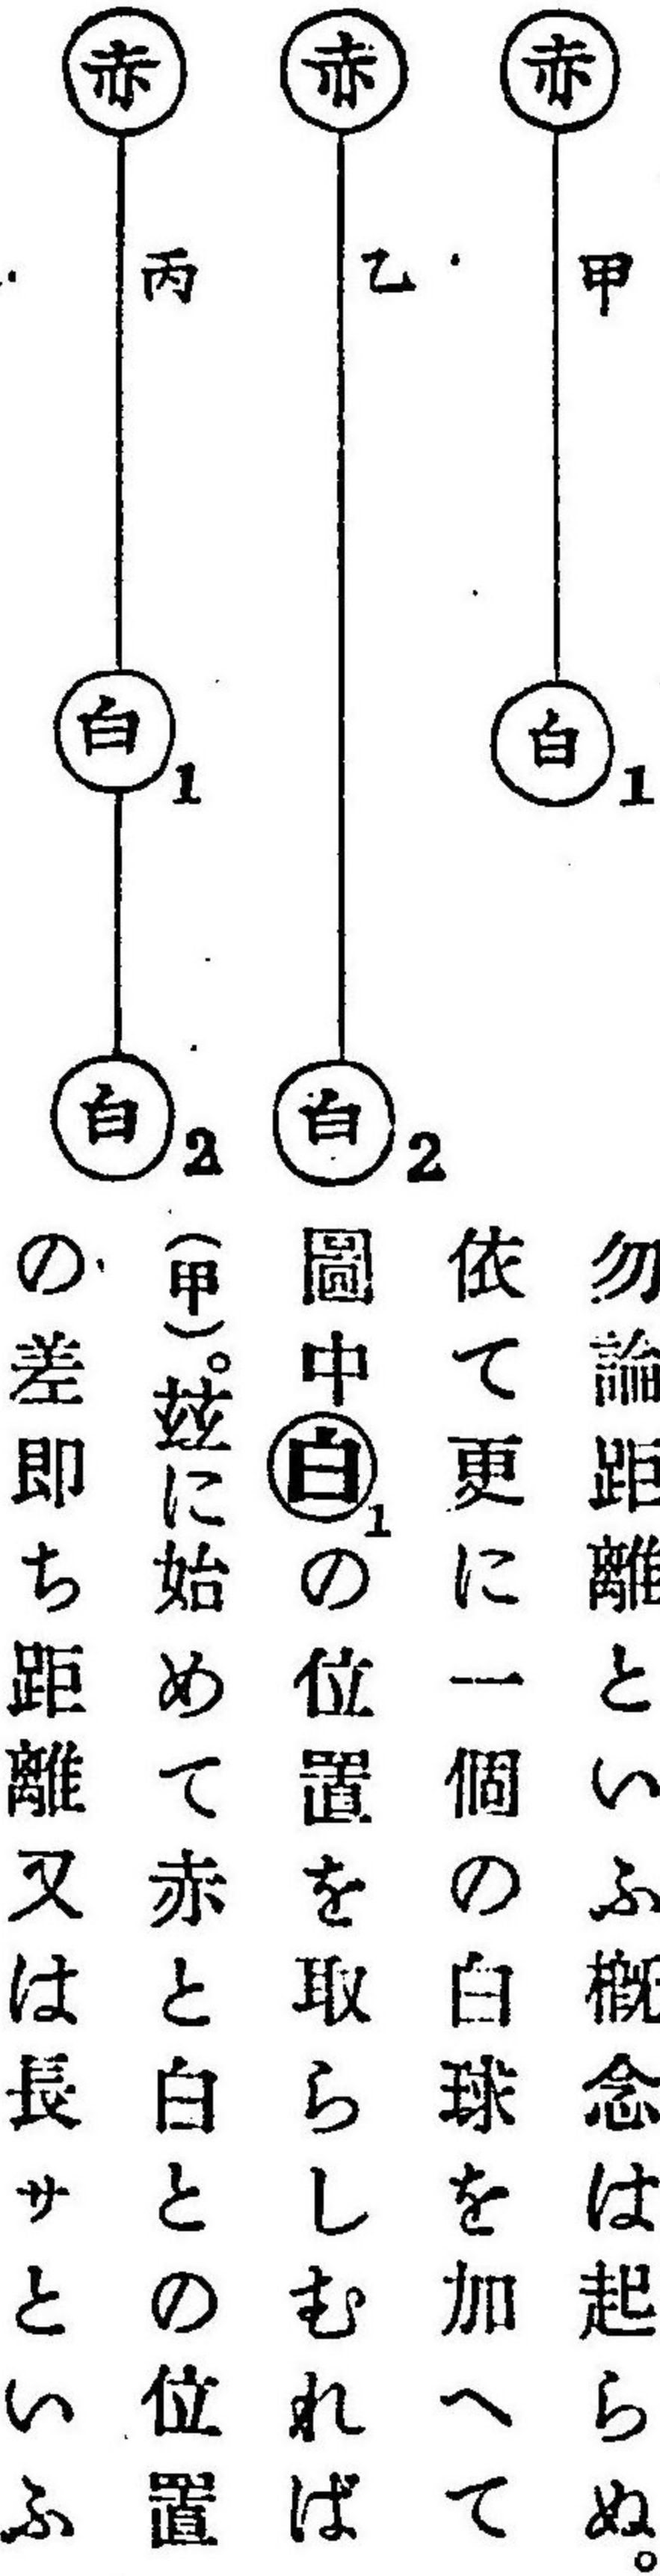 赤
甲
白1
赤
乙
白2
赤
丙
白1
白2
勿論距離といふ概念は起らぬ。
依て更に一個の白球を加へて
圖中白1の位置を取らしむれば
(甲)。玆に始めて赤と白との位置
の差即ち距離又は長サといふ